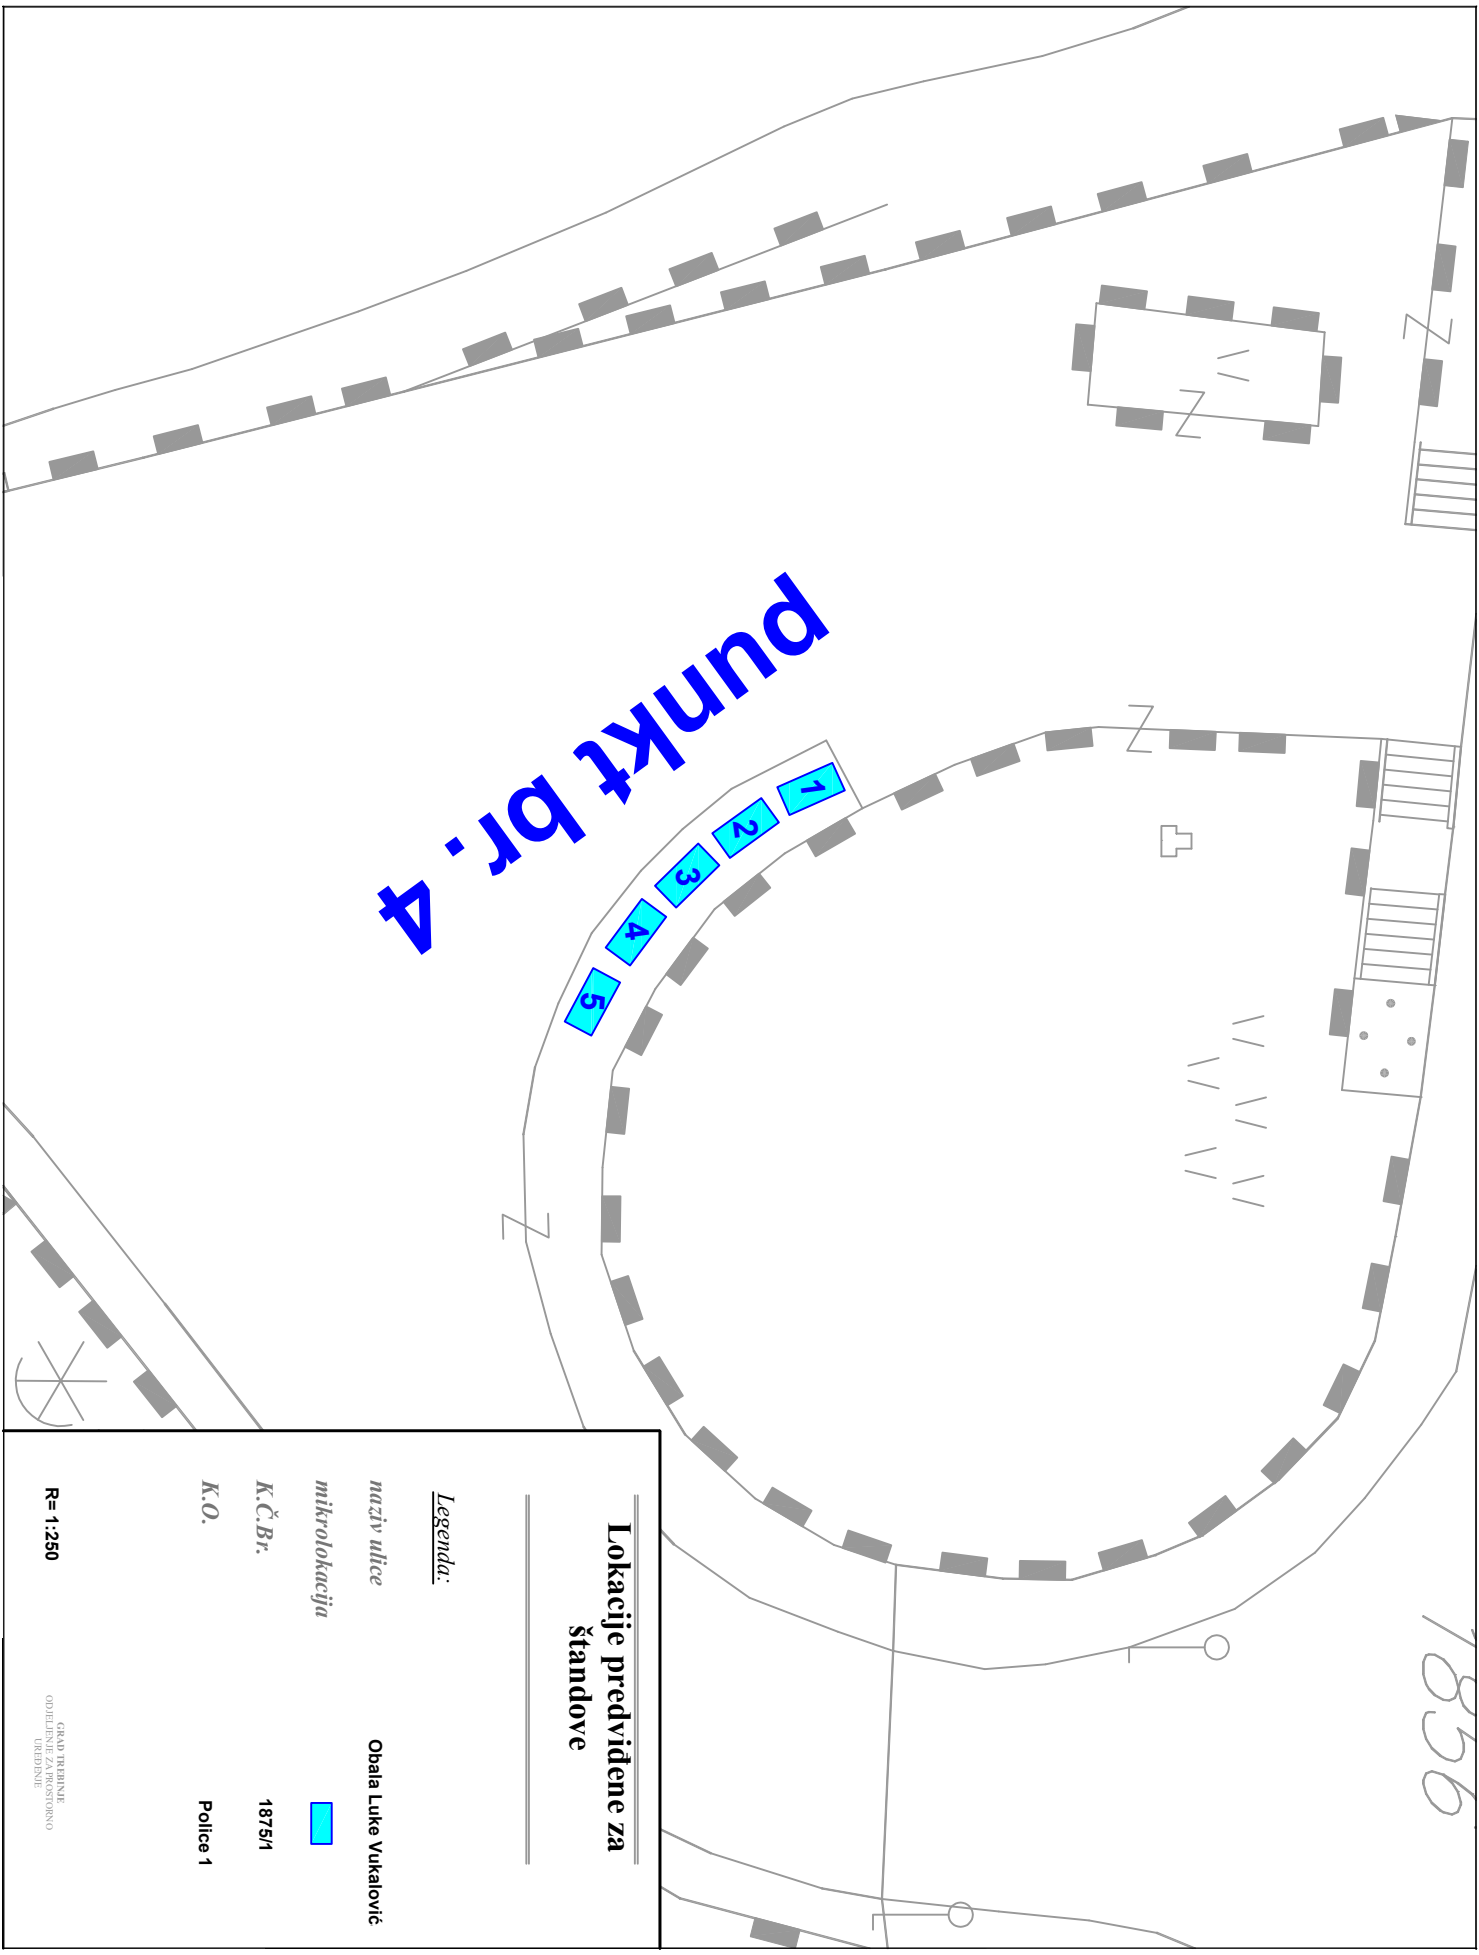 punkt br. 4
1
2
3
4
5
1836
Lokacije predviđene za
štandove
Legenda:
naziv ulice Obala Luke Vukalović
mikrolokacija
K.Č.Br. 1875/1
K.O. Police 1
R= 1:250
GRAD TREBINJE
ODJELJENJE ZA PROSTORNO
UREĐENJE